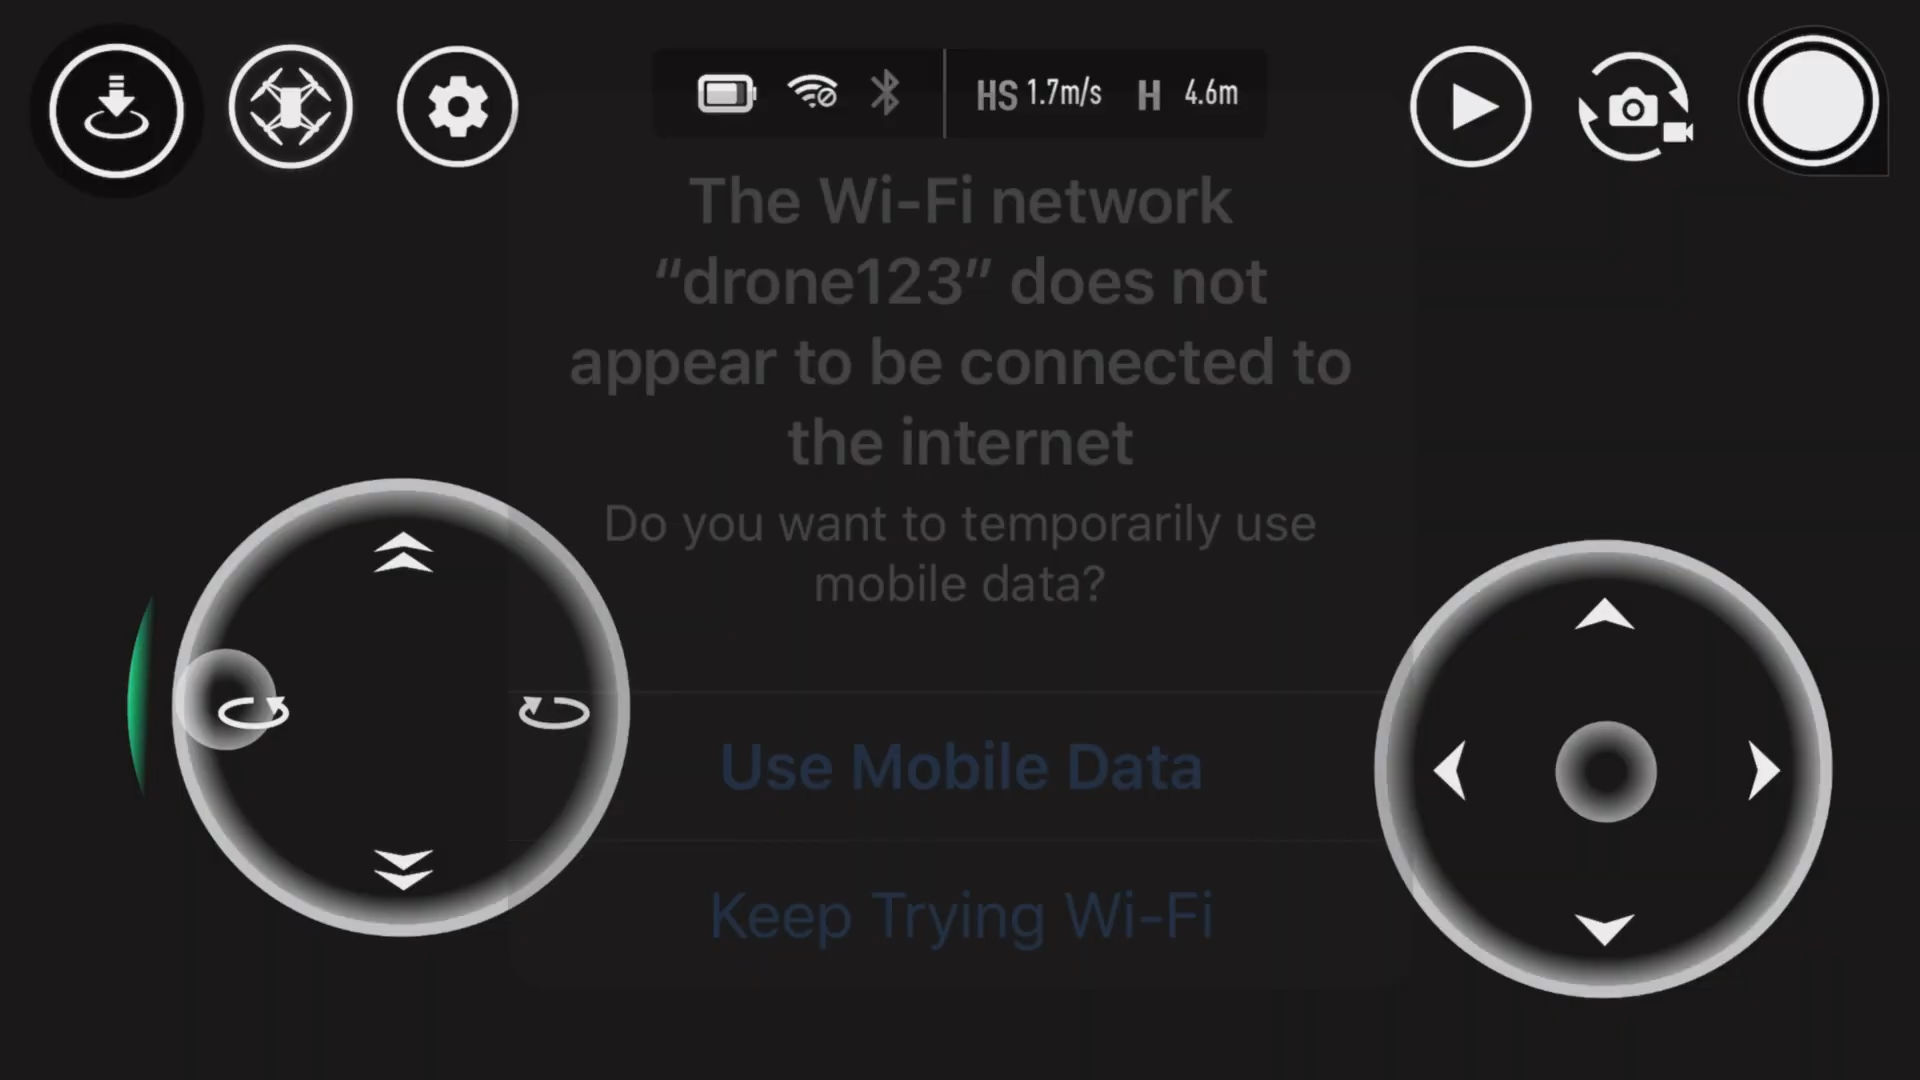 HS 1.7m/s H 4.6m
The Wi-Fi network
“drone123” does not
appear to be connected to
the internet
Do you want to temporarily use
mobile data?
Use Mobile Data
Keep Trying Wi-Fi